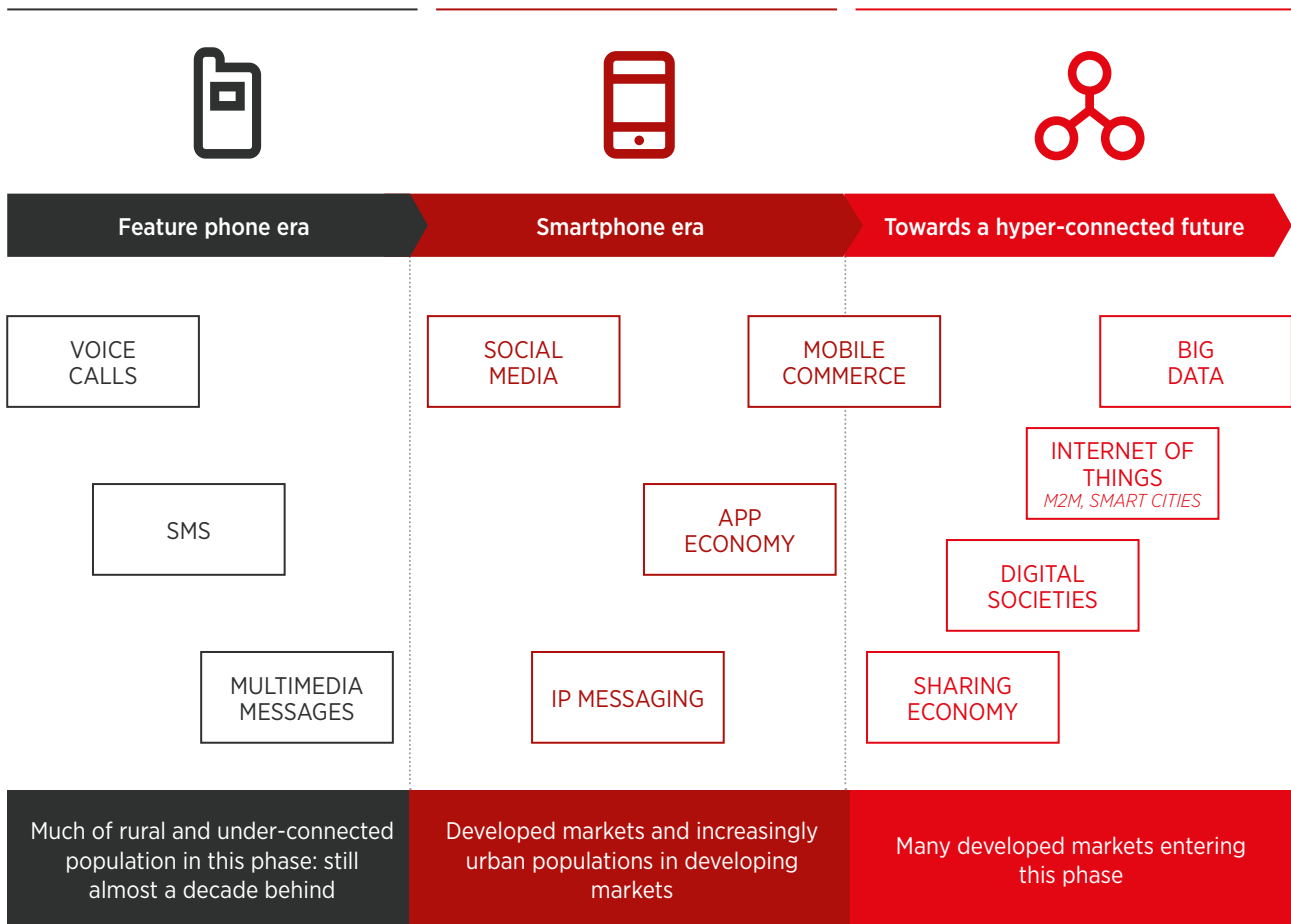 Feature phone era
Smartphone era
Towards a hyper-connected future
VOICE
CALLS
SMS
MULTIMEDIA
MESSAGES
SOCIAL
MEDIA
MOBILE
COMMERCE
APP
ECONOMY
IP MESSAGING
BIG
DATA
INTERNET OF
THINGS
M2M, SMART CITIES
DIGITAL
SOCIETIES
SHARING
ECONOMY
Much of rural and under-connected
population in this phase: still
almost a decade behind
Developed markets and increasingly
urban populations in developing
markets
Many developed markets entering
this phase